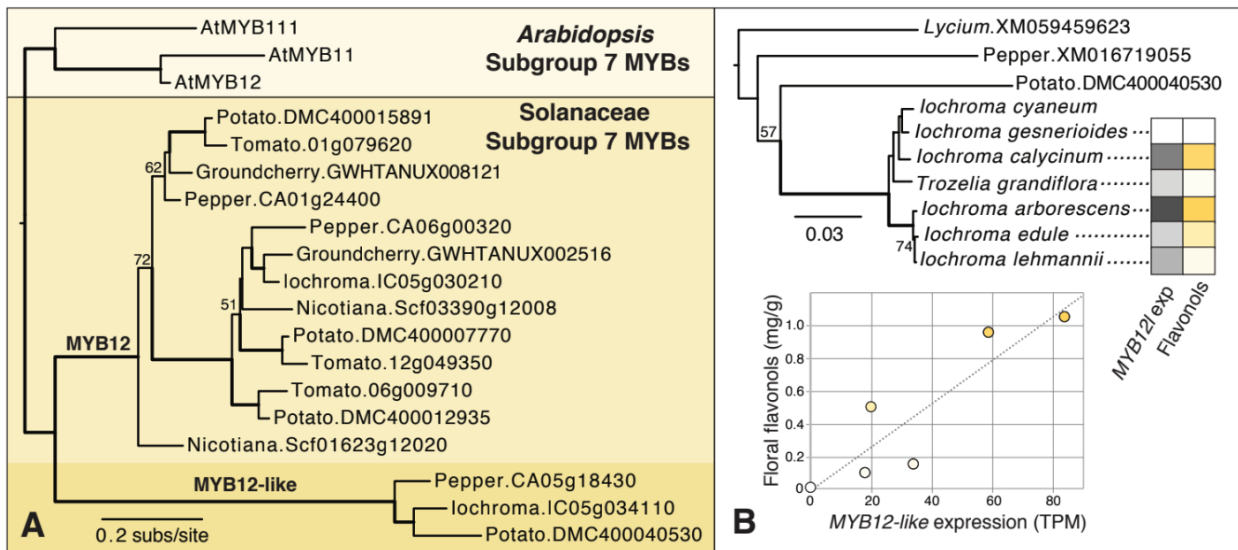 AtMYB111
AtMYB11
AtMYB12
Arabidopsis
Subgroup 7 MYBs
Solanaceae
Subgroup 7 MYBs
Potato.DMC400015891
Tomato.01g079620
62
Groundcherry.GWHTANUX008121
Pepper.CA01g24400
Pepper.CA06g00320
72
Groundcherry.GWHTANUX002516
Iochroma.IC05g030210
51
Nicotiana.Scf03390g12008
MYB12
Potato.DMC400007770
Tomato.12g049350
Tomato.06g009710
Potato.DMC400012935
Nicotiana.Scf01623g12020
MYB12-like
Pepper.CA05g18430
Iochroma.IC05g034110
Potato.DMC400040530
A
0.2 subs/site
Lycium.XM059459623
Pepper.XM016719055
Potato.DMC400040530
57
Iochroma cyaneum
Iochroma gesnerioides
Iochroma calycinum
Trozelia grandiflora
Iochroma arborescens
Iochroma edule
74
Iochroma lehmannii
0.03
MYB12l exp
Flavonols
Floral flavonols (mg/g)
1.0
0.8
0.6
0.4
0.2
0
0 20 40 60 80
MYB12-like expression (TPM)
B